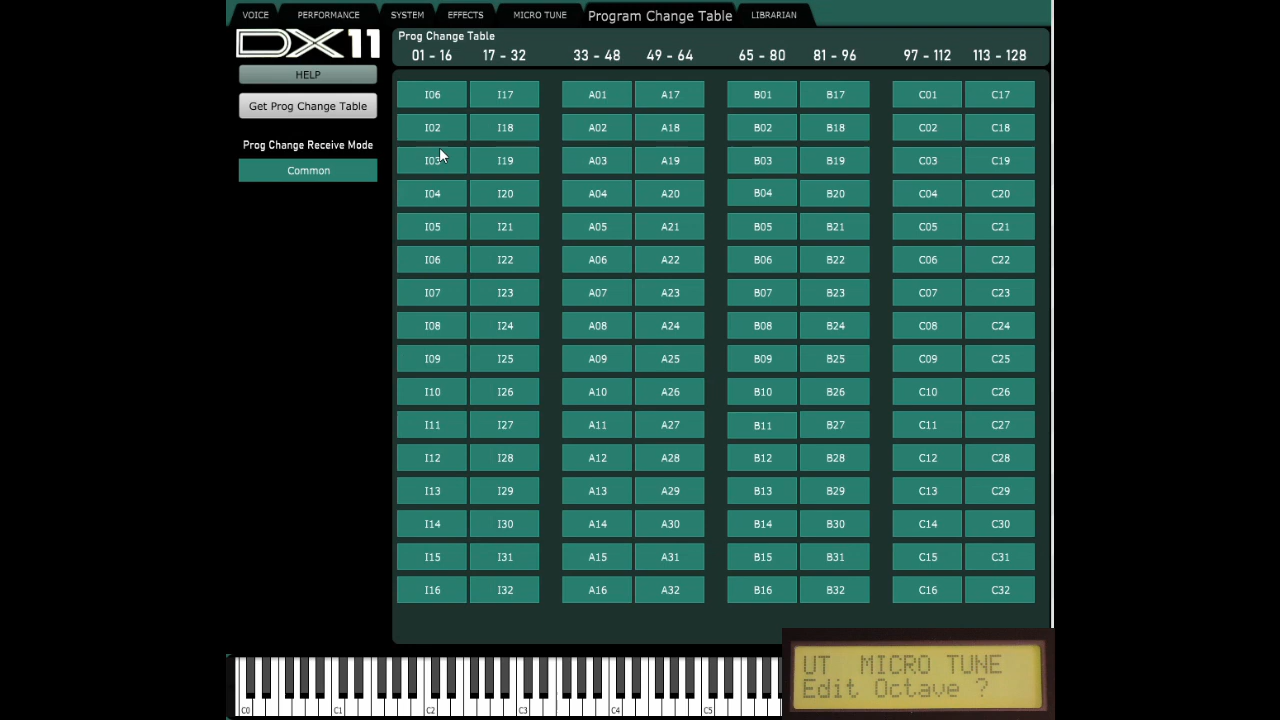 VOICE PERFORMANCE SYSTEM EFFECTS MICRO TUNE Program Change Table LIBRARIAN
DX11
Prog Change Table
01 - 16 17 - 32 33 - 48 49 - 64 65 - 80 81 - 96 97 - 112 113 - 128
HELP
Get Prog Change Table
Prog Change Receive Mode
Common
I06 I17 A01 A17 B01 B17 C01 C17
I02 I18 A02 A18 B02 B18 C02 C18
I03 I19 A03 A19 B03 B19 C03 C19
I04 I20 A04 A20 B04 B20 C04 C20
I05 I21 A05 A21 B05 B21 C05 C21
I06 I22 A06 A22 B06 B22 C06 C22
I07 I23 A07 A23 B07 B23 C07 C23
I08 I24 A08 A24 B08 B24 C08 C24
I09 I25 A09 A25 B09 B25 C09 C25
I10 I26 A10 A26 B10 B26 C10 C26
I11 I27 A11 A27 B11 B27 C11 C27
I12 I28 A12 A28 B12 B28 C12 C28
I13 I29 A13 A29 B13 B29 C13 C29
I14 I30 A14 A30 B14 B30 C14 C30
I15 I31 A15 A31 B15 B31 C15 C31
I16 I32 A16 A32 B16 B32 C16 C32
C0 C1 C2 C3 C4 C5
UT MICRO TUNE
Edit Octave ?